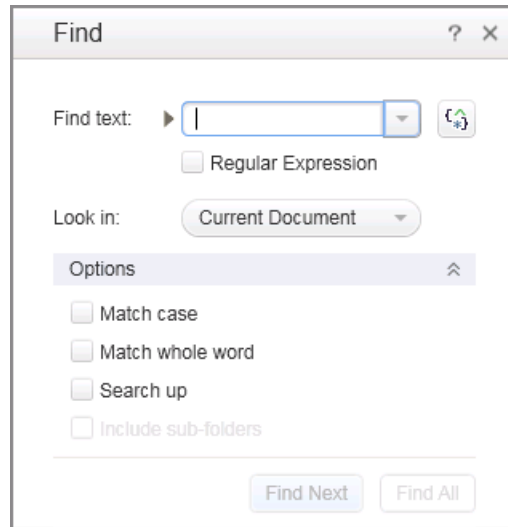 Find ?
Find text:
Regular Expression
Look in: Current Document
Options
Match case
Match whole word
Search up
Include sub-folders
Find Next Find All